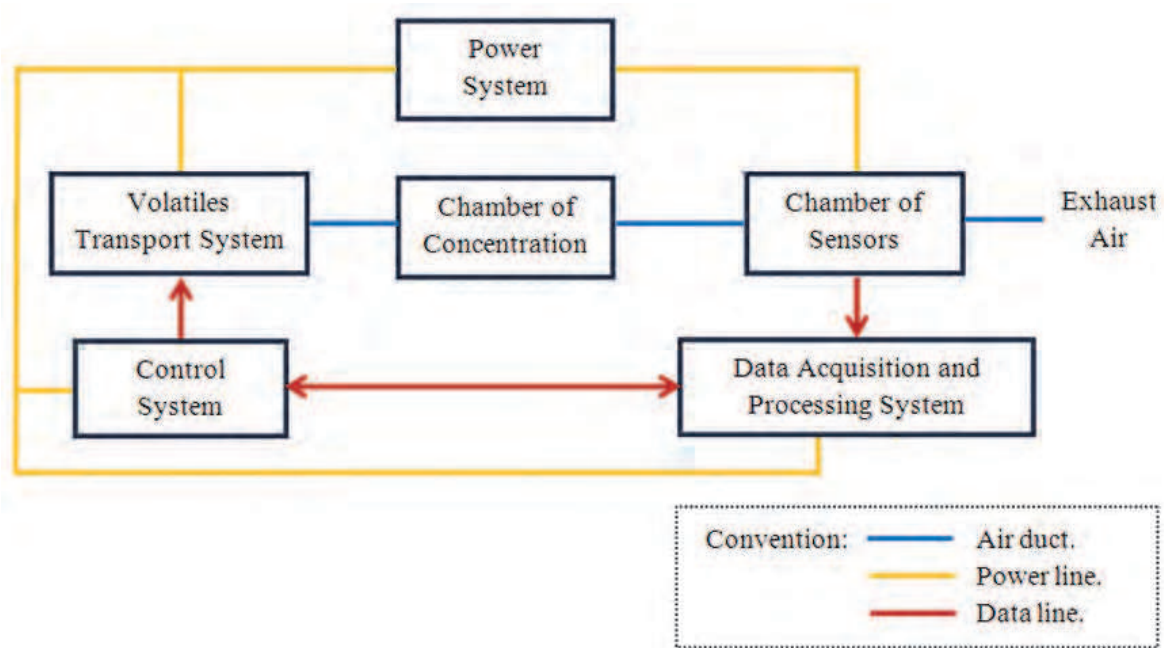 Power
System
Volatiles
Transport System
Chamber of
Concentration
Chamber of
Sensors
Exhaust
Air
Control
System
Data Acquisition and
Processing System
Convention:
Air duct.
Power line.
Data line.